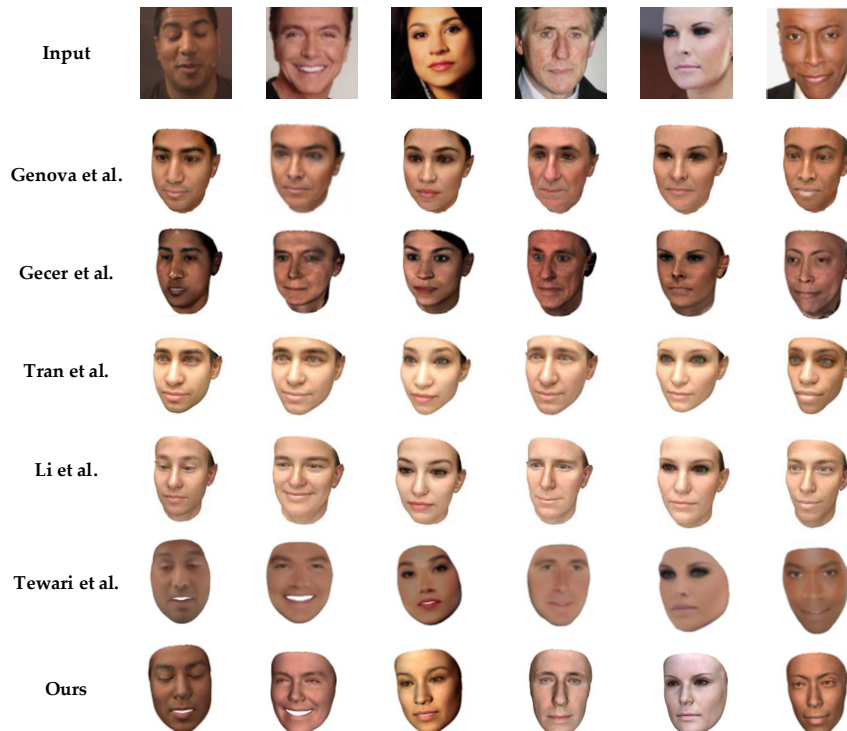 Input
Genova et al.
Gecer et al.
Tran et al.
Li et al.
Tewari et al.
Ours